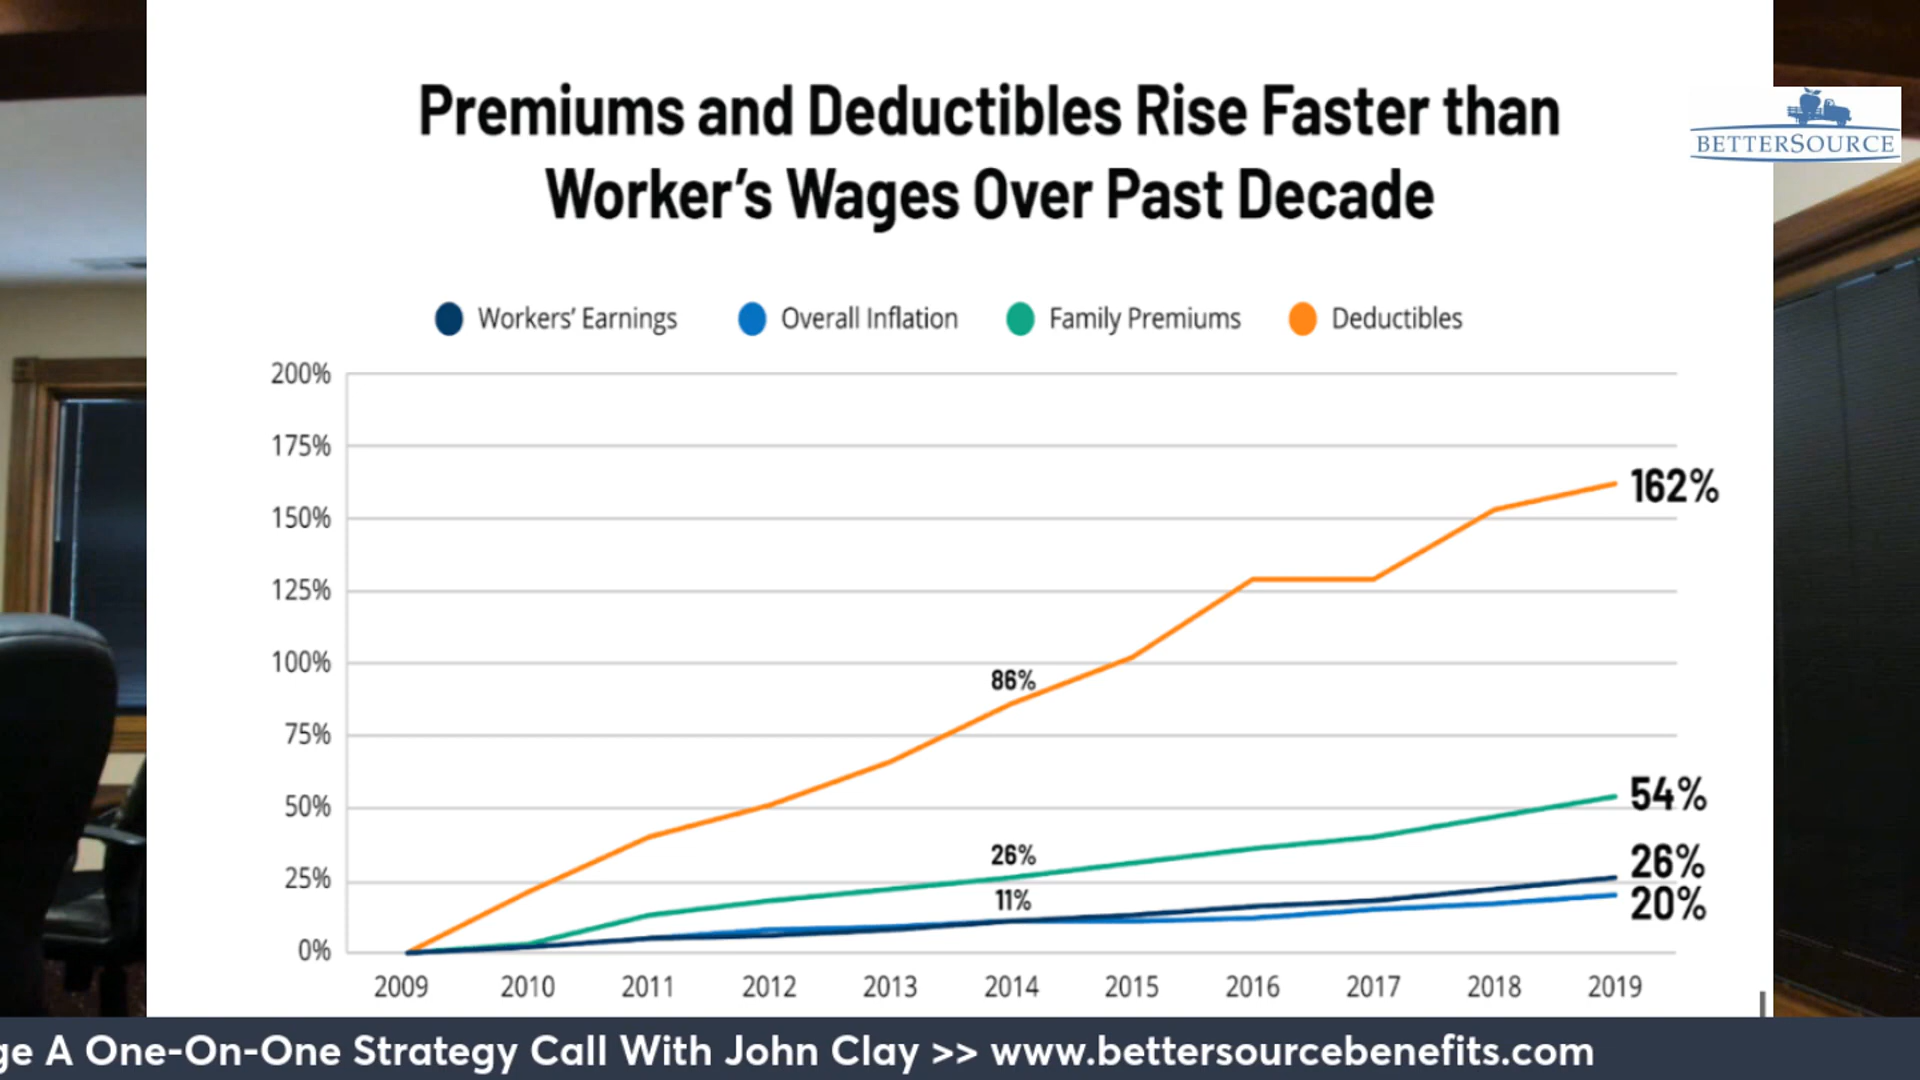 Premiums and Deductibles Rise Faster than
Worker's Wages Over Past Decade
BETTERSOURCE
Workers' Earnings
Overall Inflation
Family Premiums
Deductibles
200%
175%
150%
125%
100%
75%
50%
25%
0%
162%
86%
54%
26%
26%
11%
20%
2009 2010 2011 2012 2013 2014 2015 2016 2017 2018 2019
A One-On-One Strategy Call With John Clay >> www.bettersourcebenefits.com